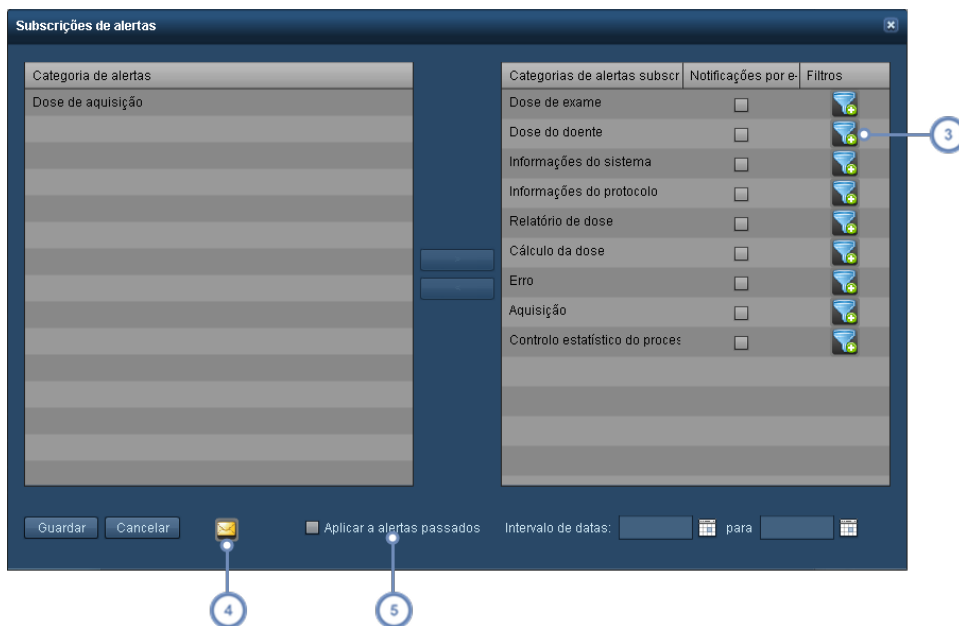 Subscrições de alertas
Categoria de alertas
Dose de aquisição
Categorias de alertas subscr Notificações por e- Filtros
Dose de exame
Dose do doente
3
Informações do sistema
Informações do protocolo
Relatório de dose
Cálculo da dose
Erro
Aquisição
Controlo estatístico do proces
Guardar Cancelar Aplicar a alertas passados Intervalo de datas: para
4 5